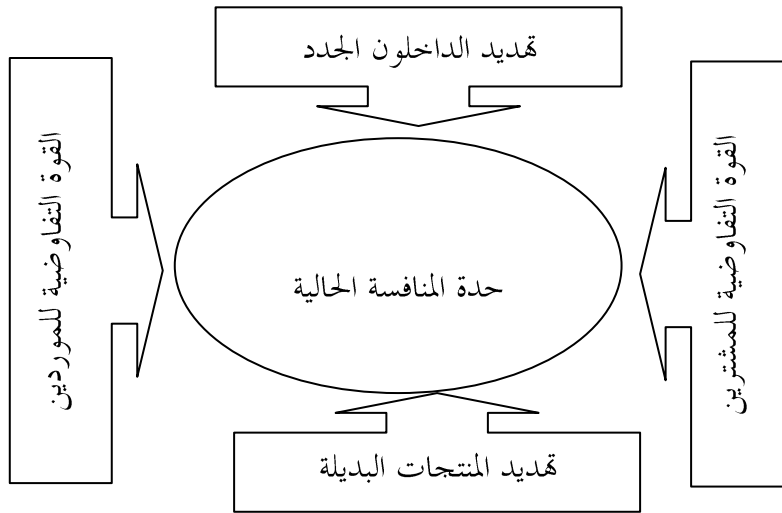 تهديد الداخلون الجدد
القوة التفاوضية للمشترين
القوة التفاوضية للموردين
حدة المنافسة الحالية
تهديد المنتجات البديلة